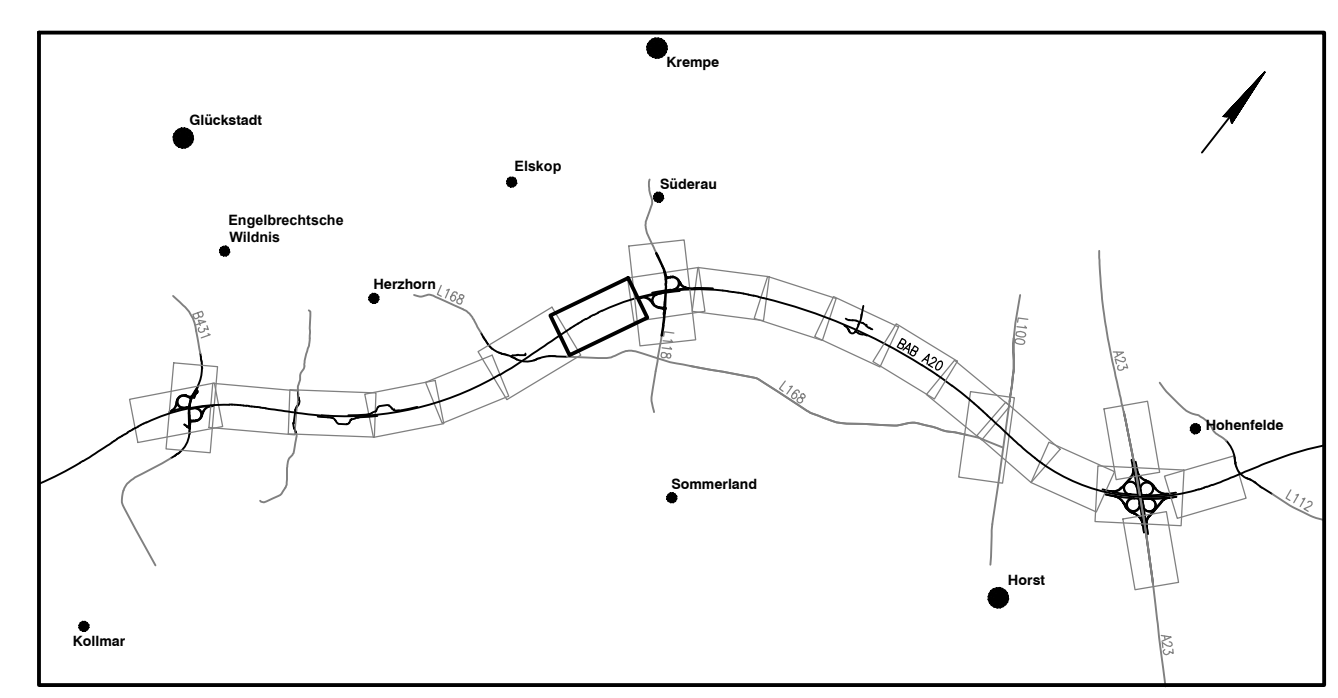 Krempe
Glückstadt
Elskop
Süderau
Engelbrechtsche
Wildnis
Herzhorn
L168
B431
L118
BAB A20
L100
A23
L168
Hohenfelde
Sommerland
L112
Horst
Kollmar
A23